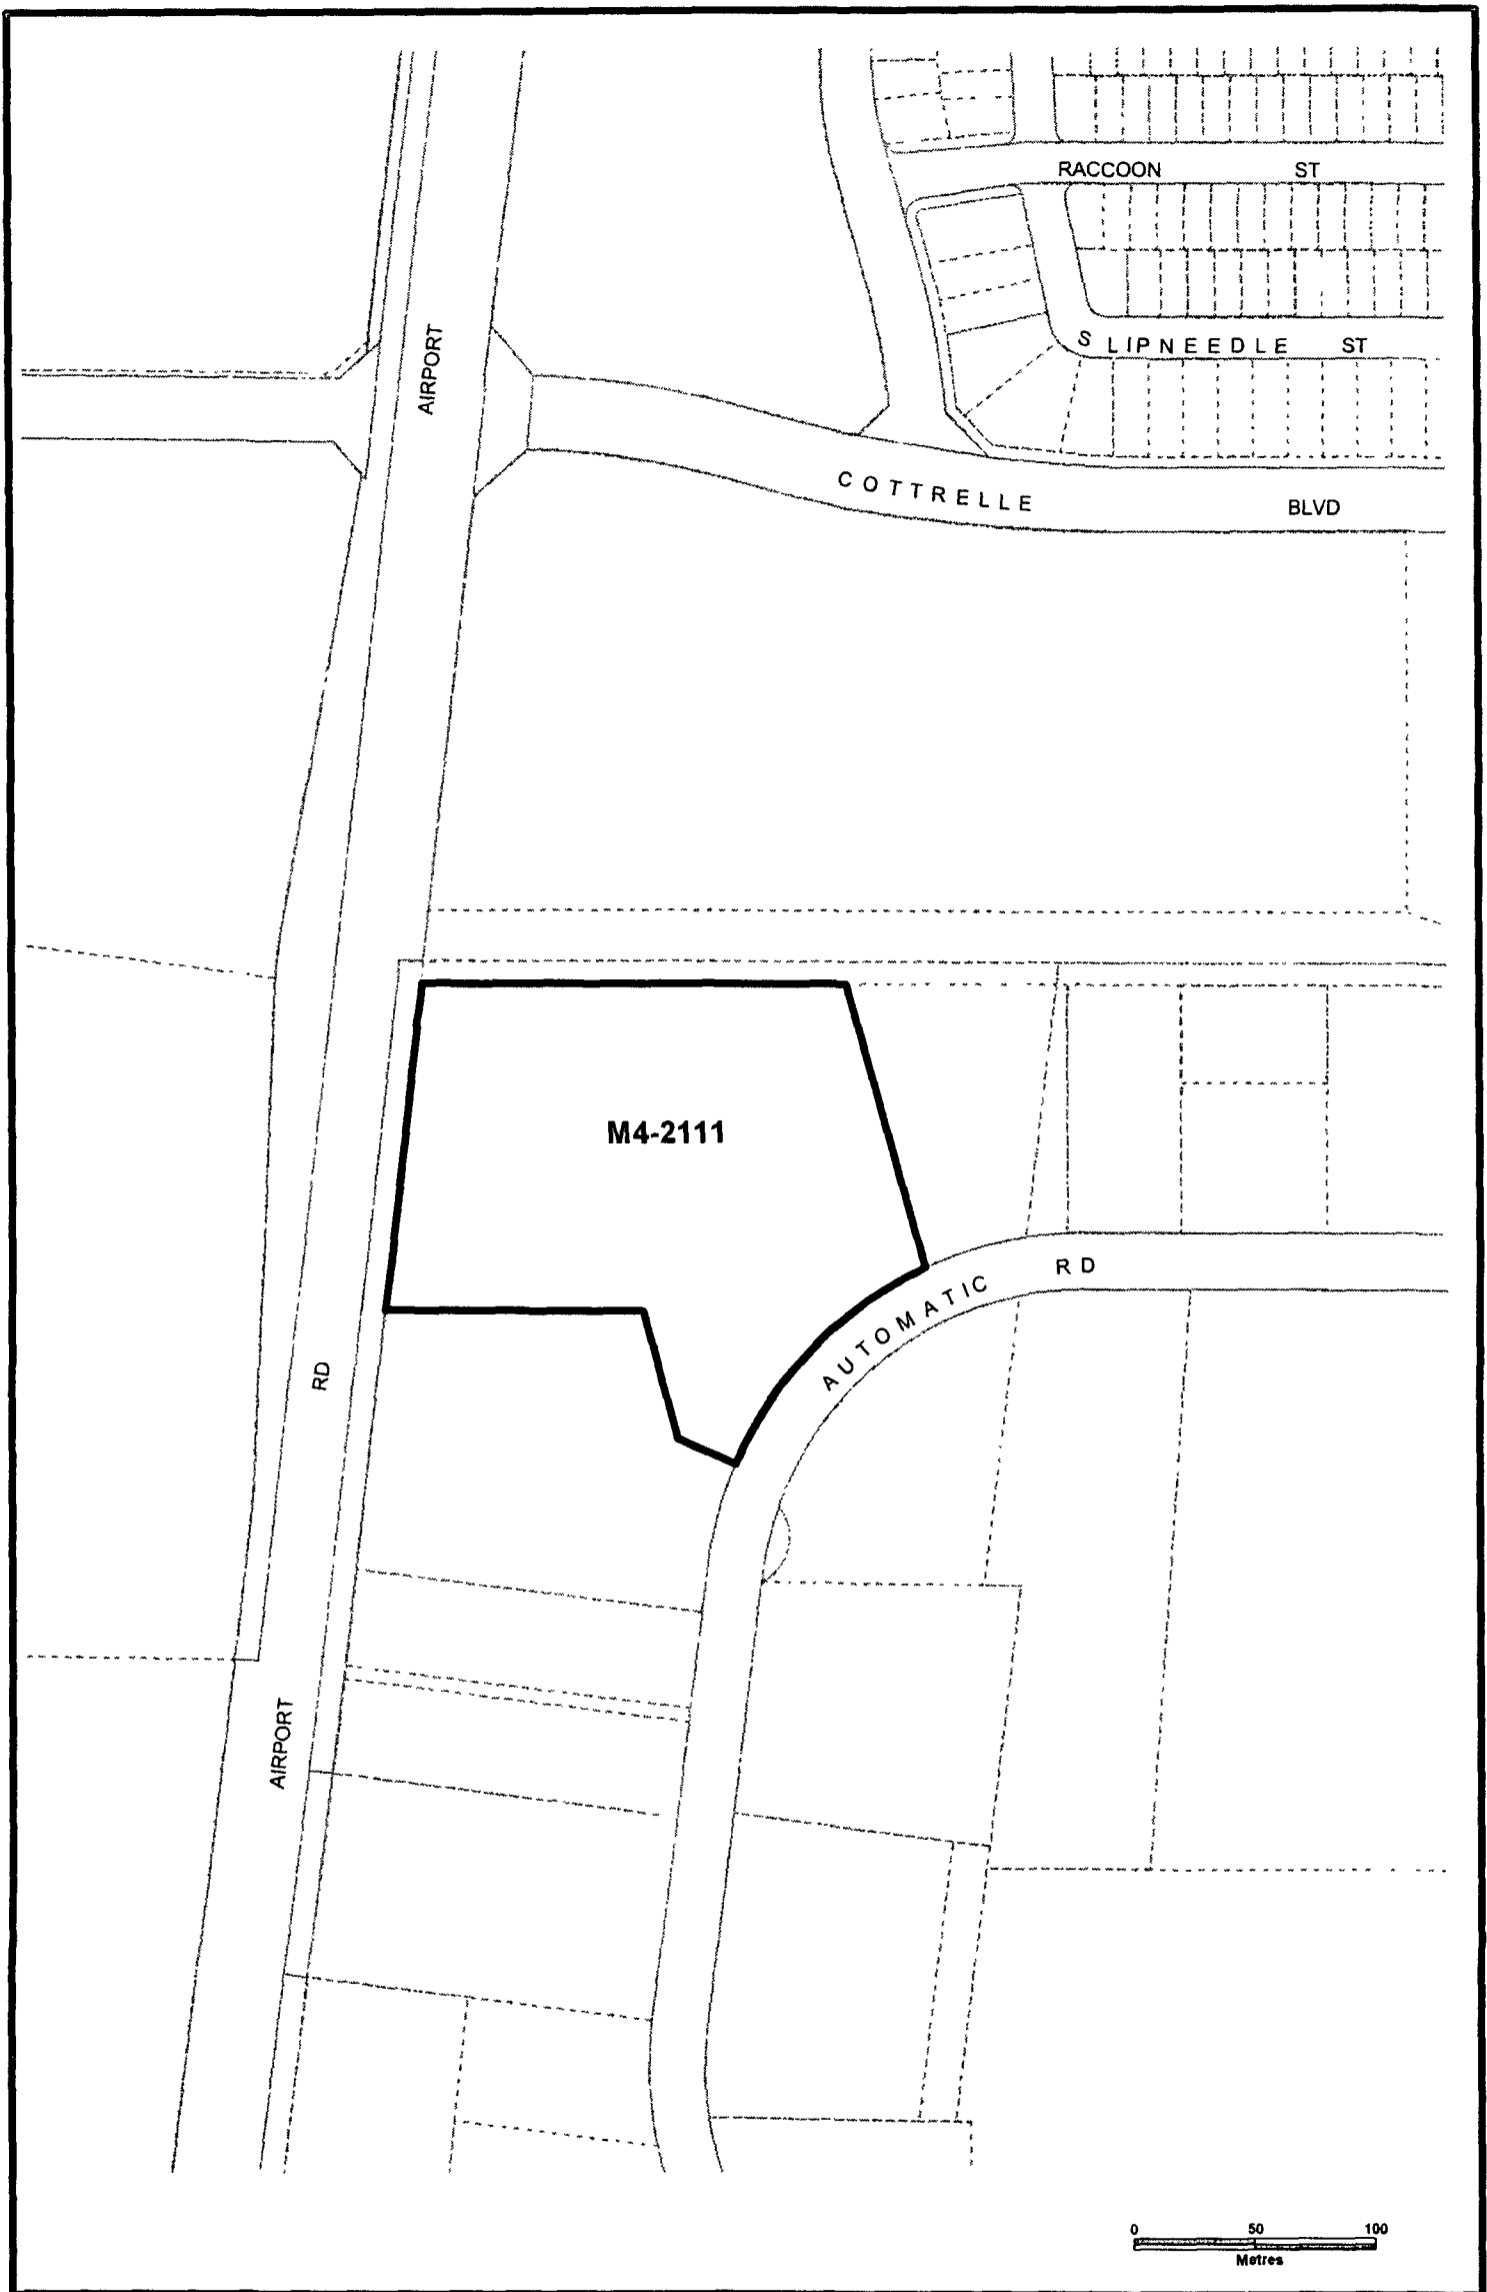 RACCOON ST
SLIPNEEDLE ST
AIRPORT
COTTRELLE BLVD
M4-2111
AUTOMATIC RD
RD
AIRPORT
0 50 100
Metres